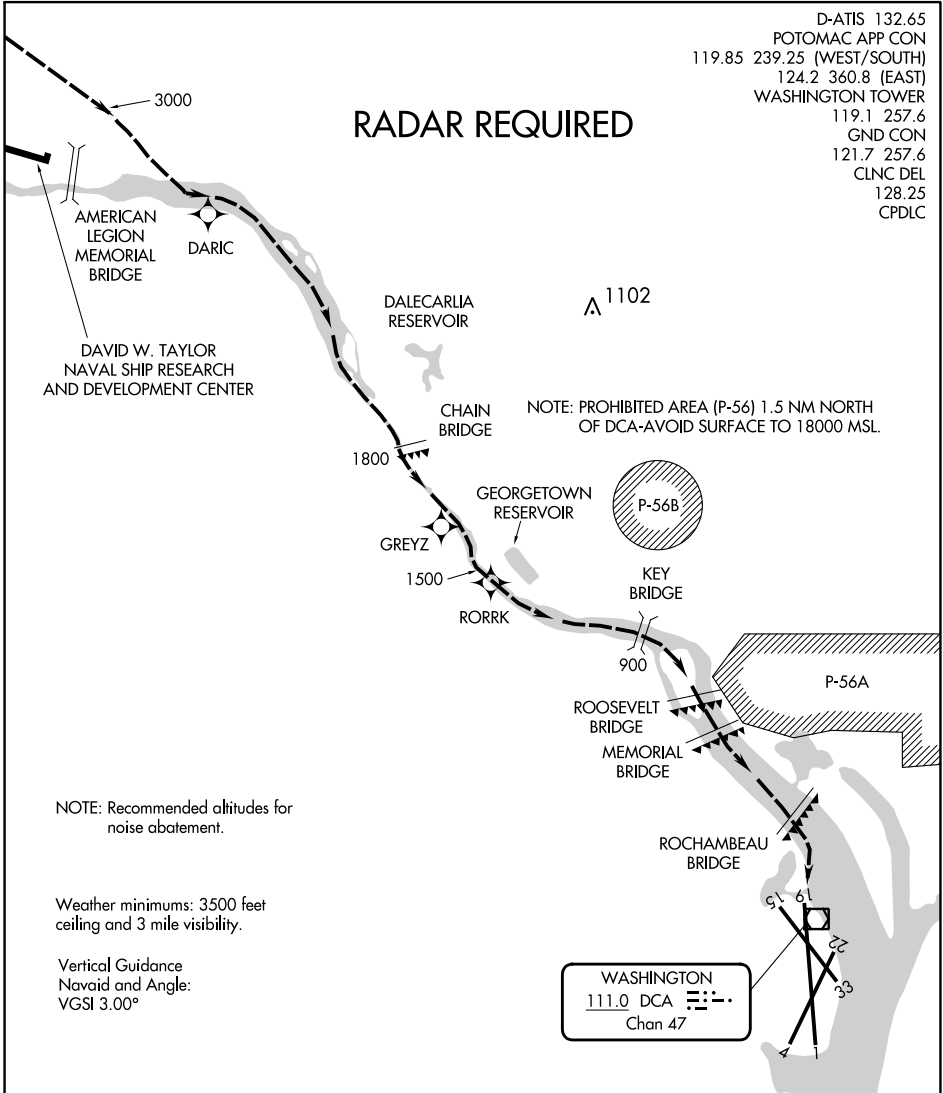 D-ATIS 132.65
POTOMAC APP CON
119.85 239.25 (WEST/SOUTH)
124.2 360.8 (EAST)
WASHINGTON TOWER
119.1 257.6
GND CON
121.7 257.6
CLNC DEL
128.25
CPDLC
3000
RADAR REQUIRED
AMERICAN
LEGION
MEMORIAL
BRIDGE
DARIC
DAVID W. TAYLOR
NAVAL SHIP RESEARCH
AND DEVELOPMENT CENTER
DALECARLIA
RESERVOIR
1102
NOTE: PROHIBITED AREA (P-56) 1.5 NM NORTH
OF DCA-AVOID SURFACE TO 18000 MSL.
CHAIN
BRIDGE
1800
GEORGETOWN
RESERVOIR
P-56B
GREYZ
1500
RORRK
KEY
BRIDGE
900
P-56A
ROOSEVELT
BRIDGE
MEMORIAL
BRIDGE
NOTE: Recommended altitudes for
noise abatement.
ROCHAMBEAU
BRIDGE
Weather minimums: 3500 feet
ceiling and 3 mile visibility.
Vertical Guidance
Navaid and Angle:
VGSI 3.00°
15
19
22
33
4
1
WASHINGTON
111.0 DCA
Chan 47